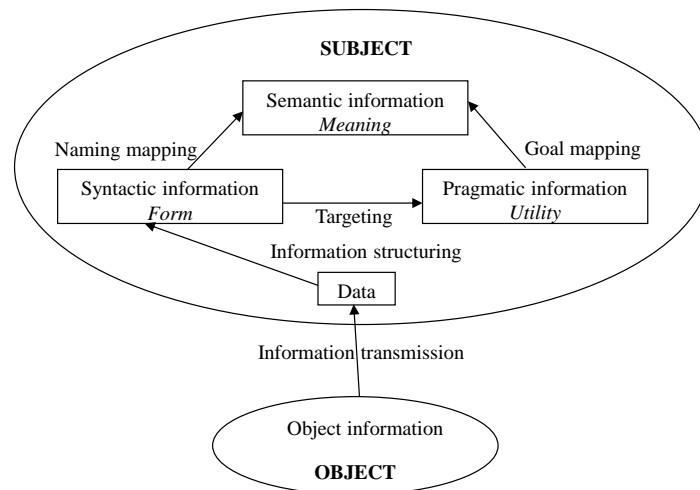 SUBJECT
Semantic information
Meaning
Naming mapping
Goal mapping
Syntactic information
Form
Targeting
Pragmatic information
Utility
Information structuring
Data
Information transmission
Object information
OBJECT